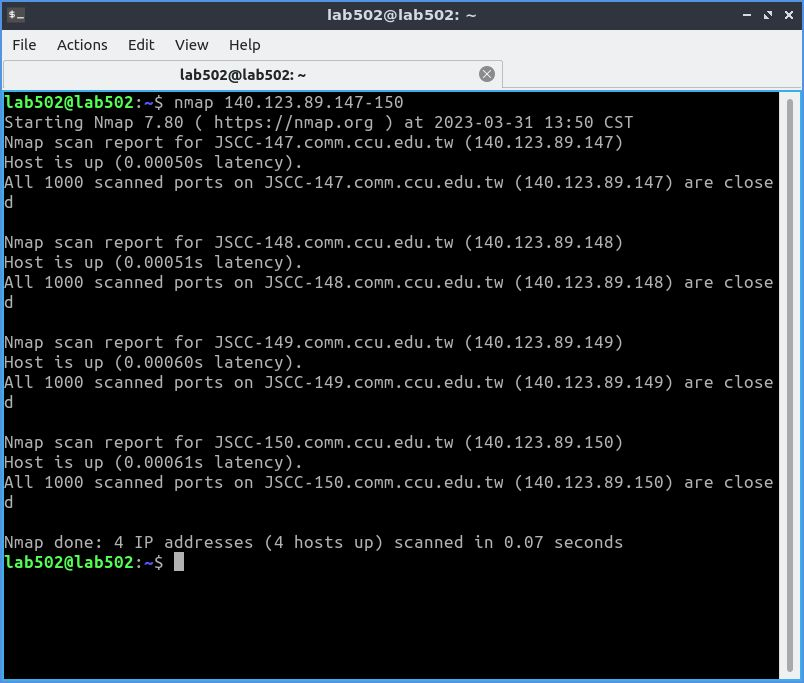 lab502@lab502: ~
File Actions Edit View Help
lab502@lab502: ~
lab502@lab502:~$ nmap 140.123.89.147-150
Starting Nmap 7.80 ( https://nmap.org ) at 2023-03-31 13:50 CST
Nmap scan report for JSCC-147.comm.ccu.edu.tw (140.123.89.147)
Host is up (0.00050s latency).
All 1000 scanned ports on JSCC-147.comm.ccu.edu.tw (140.123.89.147) are close
d
Nmap scan report for JSCC-148.comm.ccu.edu.tw (140.123.89.148)
Host is up (0.00051s latency).
All 1000 scanned ports on JSCC-148.comm.ccu.edu.tw (140.123.89.148) are close
d
Nmap scan report for JSCC-149.comm.ccu.edu.tw (140.123.89.149)
Host is up (0.00060s latency).
All 1000 scanned ports on JSCC-149.comm.ccu.edu.tw (140.123.89.149) are close
d
Nmap scan report for JSCC-150.comm.ccu.edu.tw (140.123.89.150)
Host is up (0.00061s latency).
All 1000 scanned ports on JSCC-150.comm.ccu.edu.tw (140.123.89.150) are close
d
Nmap done: 4 IP addresses (4 hosts up) scanned in 0.07 seconds
lab502@lab502:~$